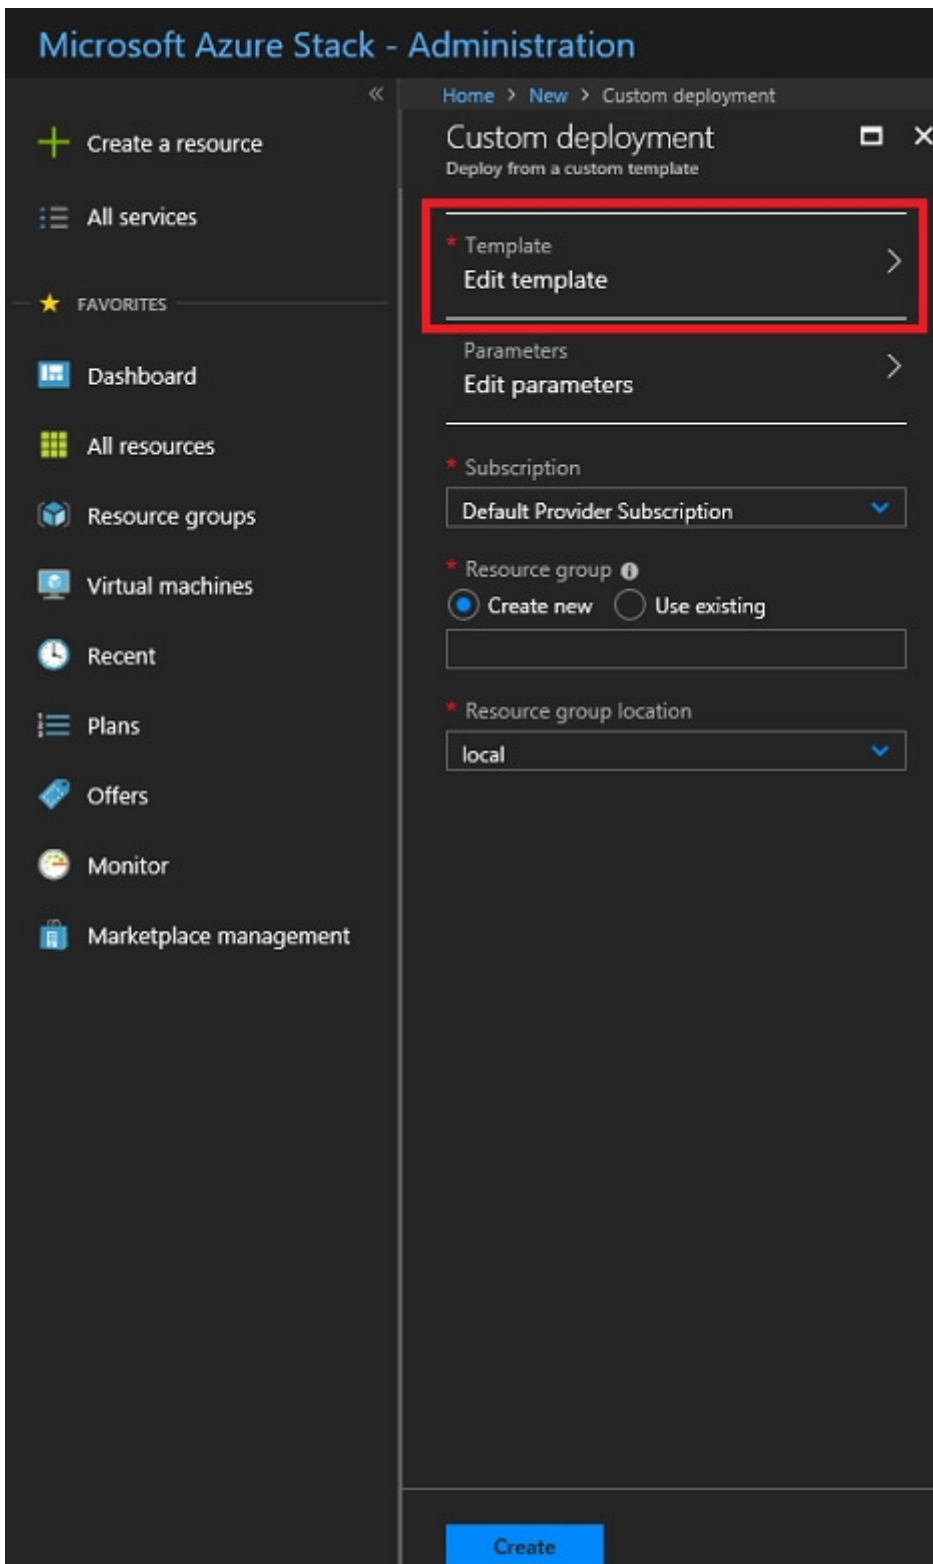 Microsoft Azure Stack - Administration
«
Home > New > Custom deployment
Create a resource
All services
FAVORITES
Dashboard
All resources
Resource groups
Virtual machines
Recent
Plans
Offers
Monitor
Marketplace management
Custom deployment
Deploy from a custom template
* Template
Edit template
Parameters
Edit parameters
* Subscription
Default Provider Subscription
* Resource group
Create new Use existing
* Resource group location
local
Create